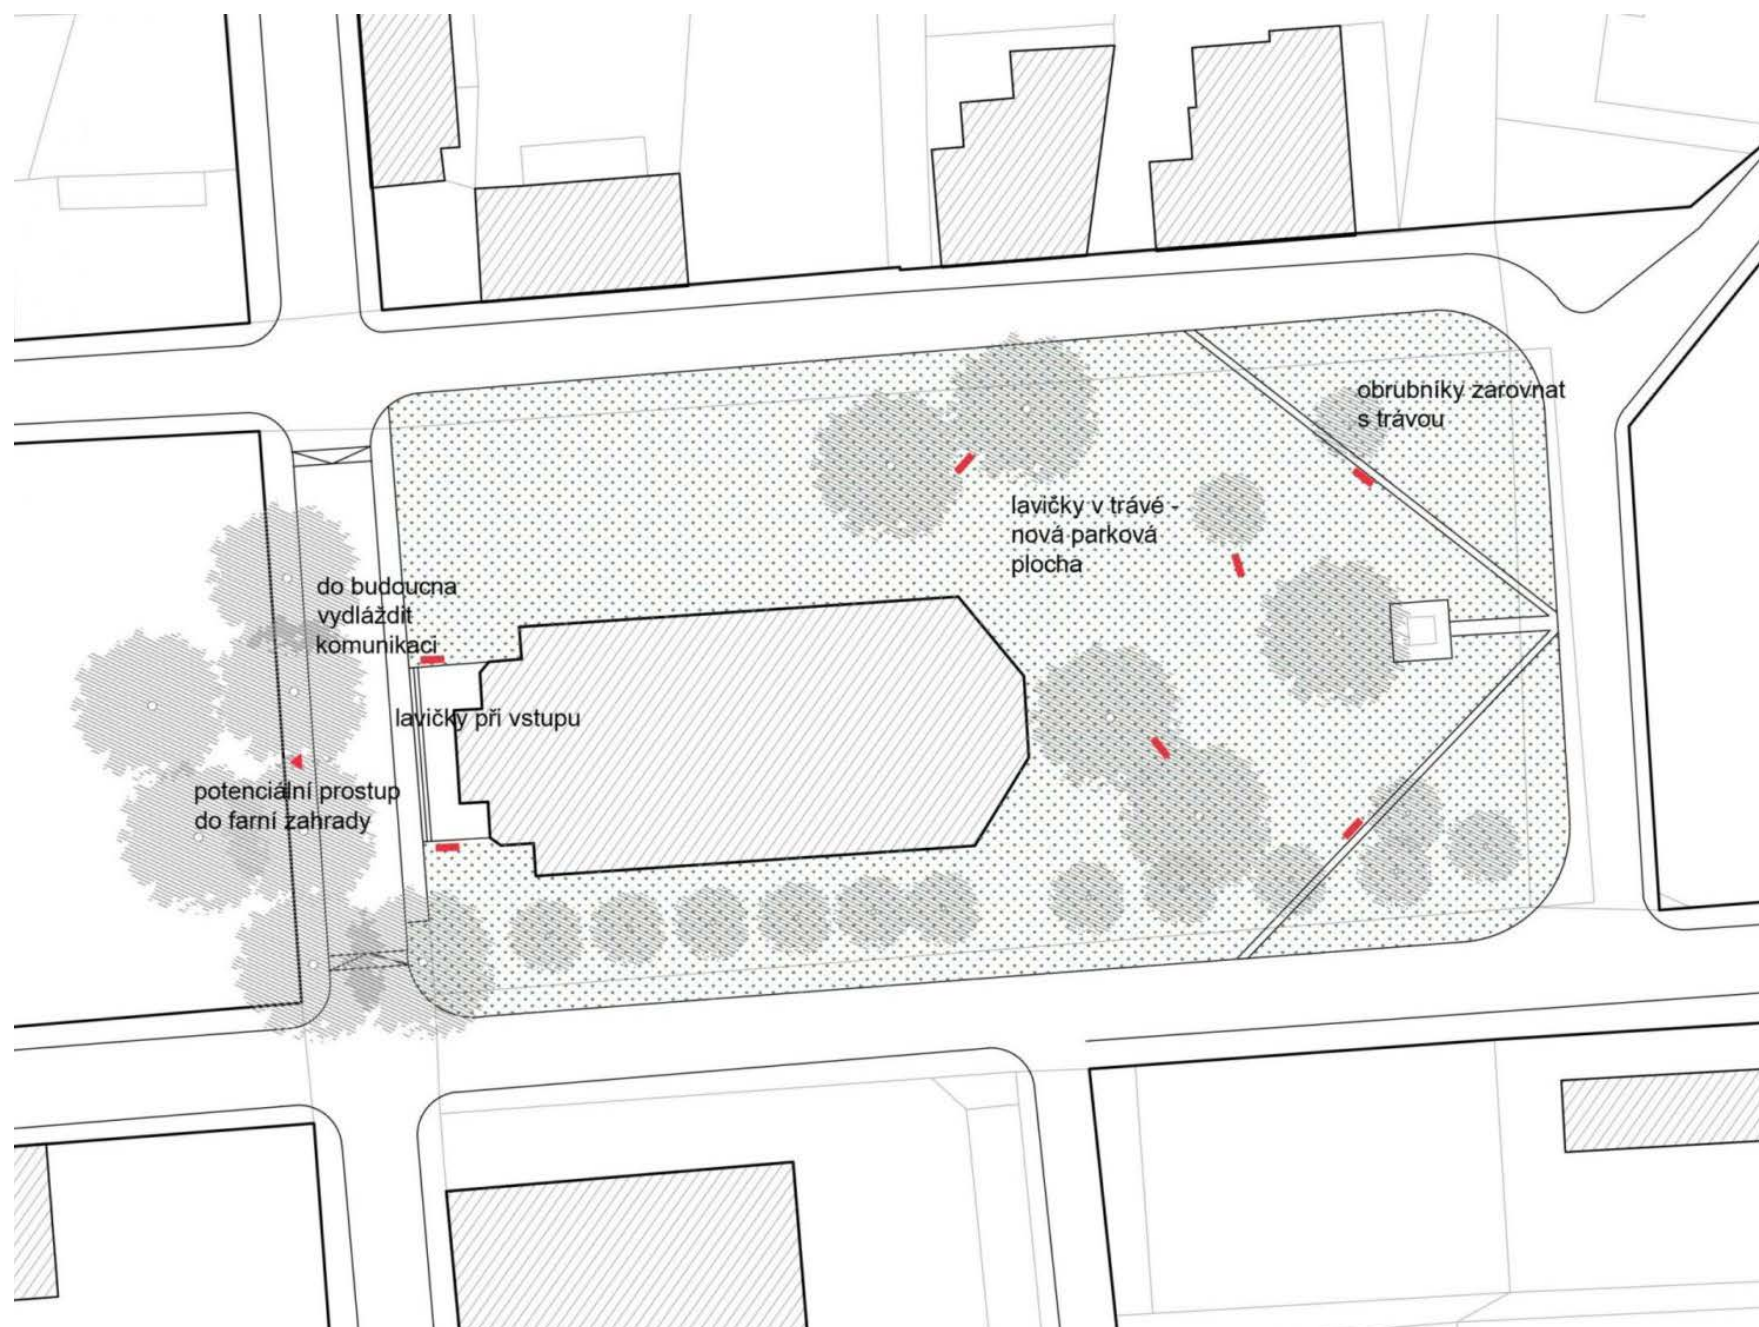 obrubníky zarovnat
s trávou
lavičky v trávé -
nová parková
plocha
do budoucna
vydláždit
komunikaci
lavičky při vstupu
potenciální prostup
do farní zahrady